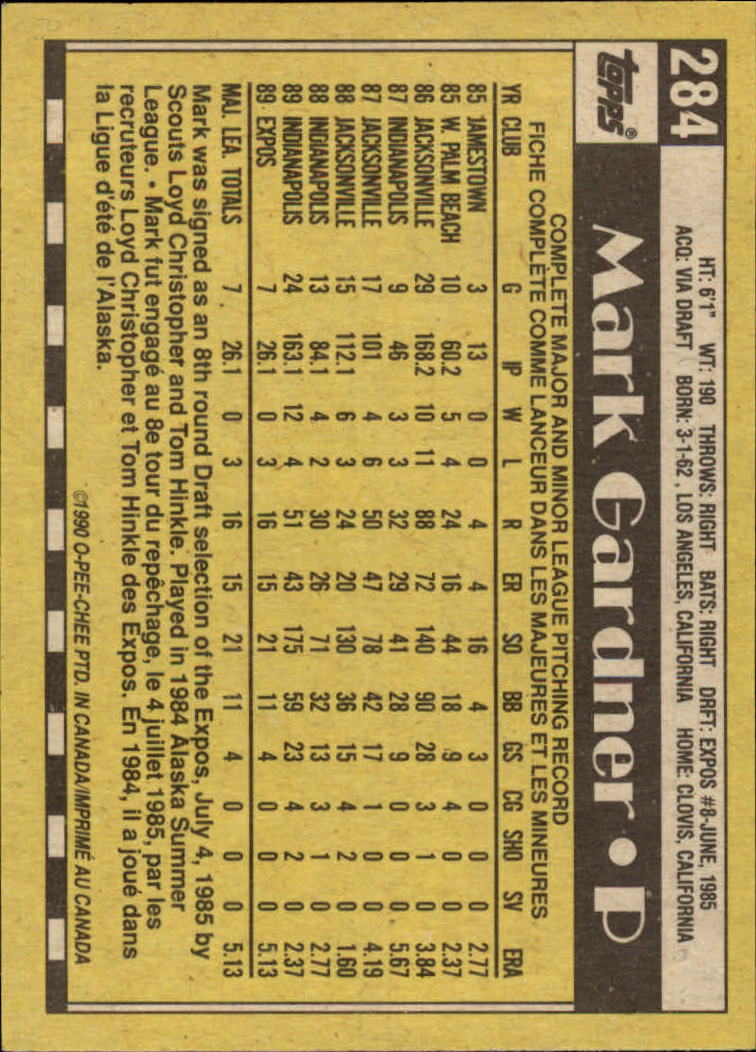 284
HT: 6'1" WT: 190 THROWS: RIGHT BATS: RIGHT DRFT: EXPOS #8-JUNE, 1985
ACQ: VIA DRAFT BORN: 3-1-62, LOS ANGELES, CALIFORNIA HOME: CLOVIS, CALIFORNIA
topps®
Mark Gardner • P
COMPLETE MAJOR AND MINOR LEAGUE PITCHING RECORD
FICHE COMPLÈTE COMME LANCEUR DANS LES MAJEURES ET LES MINEURES
YR CLUB G IP W L R ER SO BB GS CG SHO SV ERA
85 JAMESTOWN 3 13 0 0 4 4 16 4 3 0 0 0 2.77
85 W. PALM BEACH 10 60.2 5 4 24 16 44 18 9 4 0 0 2.37
86 JACKSONVILLE 29 168.2 10 11 88 72 140 90 28 3 1 0 3.84
87 INDIANAPOLIS 9 46 3 3 32 29 41 28 9 0 0 0 5.67
87 JACKSONVILLE 17 101 4 6 50 47 78 42 17 1 0 0 4.19
88 JACKSONVILLE 15 112.1 6 3 24 20 130 36 15 4 2 0 1.60
88 INDIANAPOLIS 13 84.1 4 2 30 26 71 32 13 3 1 0 2.77
89 INDIANAPOLIS 24 163.1 12 4 51 43 175 59 23 4 2 0 2.37
89 EXPOS 7 26.1 0 3 16 15 21 11 4 0 0 0 5.13
MAJ. LEA. TOTALS 7 26.1 0 3 16 15 21 11 4 0 0 0 5.13
Mark was signed as an 8th round Draft selection of the Expos, July 4, 1985 by
Scouts Loyd Christopher and Tom Hinkle. Played in 1984 Alaska Summer
League. • Mark fut engagé au 8e tour du repêchage, le 4 juillet 1985, par les
recruteurs Loyd Christopher et Tom Hinkle des Expos. En 1984, il a joué dans
la Ligue d'été de l'Alaska.
©1990 O-PEE-CHEE PTD. IN CANADA/IMPRIMÉ AU CANADA